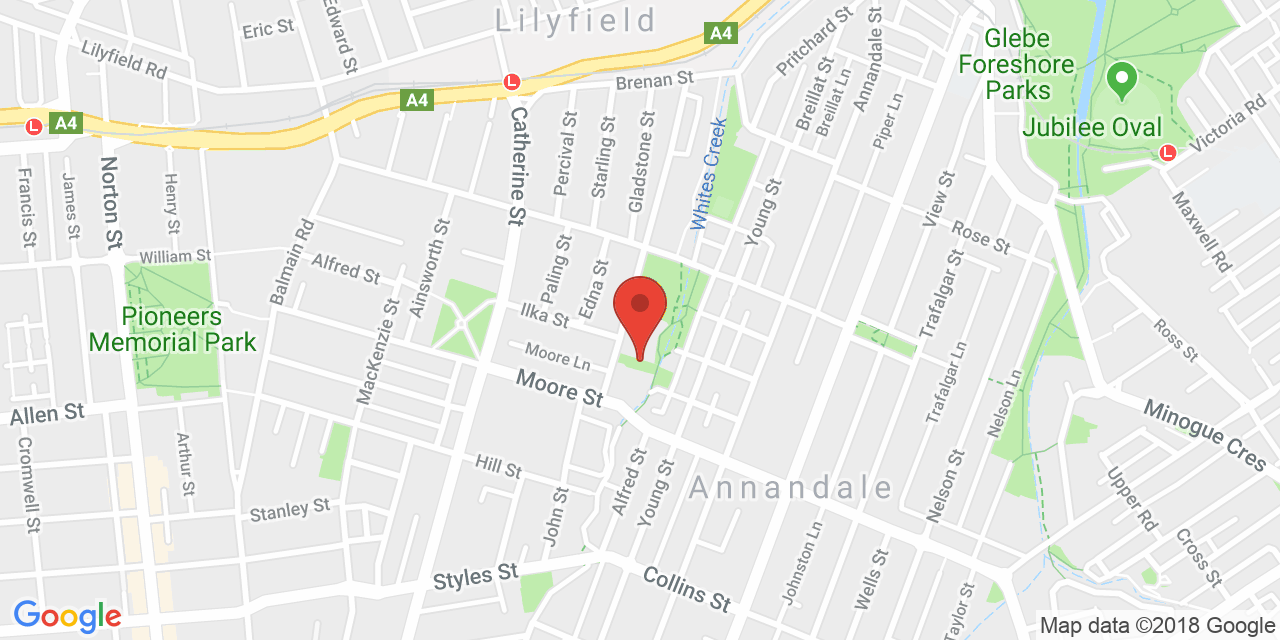 Lilyfield
Eric St
Edward St
Lilyfield Rd
A4
Brenan St
Pritchard St
Annandale St
Breillat St
Breillat Ln
Piper Ln
Glebe
Foreshore
Parks
Jubilee Oval
Victoria Rd
A4
A4
L
L
L
Catherine St
Percival St
Starling St
Gladstone St
Whites Creek
Young St
View St
Rose St
Maxwell Rd
Francis St
James St
Norton St
Henry St
William St
Balmain Rd
Alfred St
Ainsworth St
MacKenzie St
Paling St
Edna St
Ilka St
Moore Ln
Moore St
Pioneers
Memorial Park
Trafalgar St
Trafalgar Ln
Nelson Ln
Ross St
Minogue Cres
Allen St
Cromwell St
Arthur St
Stanley St
Hill St
John St
Alfred St
Young St
Annandale
Nelson St
Upper Rd
Cross St
Styles St
Collins St
Johnston Ln
Wells St
Taylor St
Google
Map data ©2018 Google